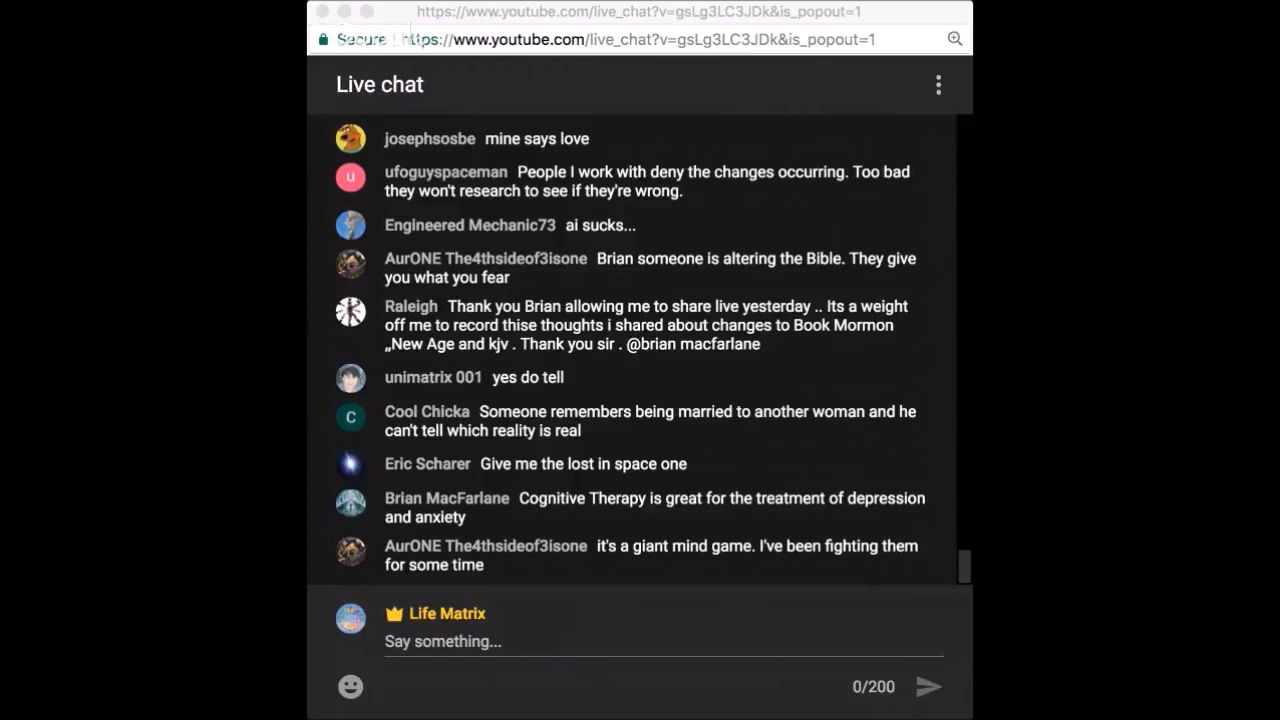 https://www.youtube.com/live_chat?v=gsLg3LC3JDk&is_popout=1
Secure https://www.youtube.com/live_chat?v=gsLg3LC3JDk&is_popout=1
Live chat
josephsosbe mine says love
u
ufoguyspaceman People I work with deny the changes occurring. Too bad
they won't research to see if they're wrong.
Engineered Mechanic73 ai sucks...
AurONE The4thsideof3isone Brian someone is altering the Bible. They give
you what you fear
Raleigh Thank you Brian allowing me to share live yesterday .. Its a weight
off me to record thise thoughts i shared about changes to Book Mormon
„New Age and kjv . Thank you sir . @brian macfarlane
unimatrix 001 yes do tell
C
Cool Chicka Someone remembers being married to another woman and he
can't tell which reality is real
Eric Scharer Give me the lost in space one
Brian MacFarlane Cognitive Therapy is great for the treatment of depression
and anxiety
AurONE The4thsideof3isone it's a giant mind game. I've been fighting them
for some time
Life Matrix
Say something...
0/200